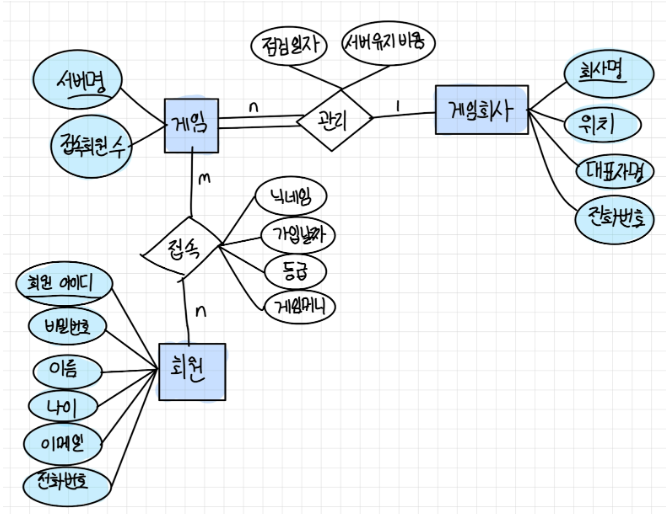 점검일자
서버유지비용
서버명
접속회원 수
게임
n
관리
1
게임회사
회사명
위치
대표자명
전화번호
m
접속
닉네임
가입날짜
등급
게임머니
n
회원 아이디
비밀번호
이름
나이
이메일
전화번호
회원